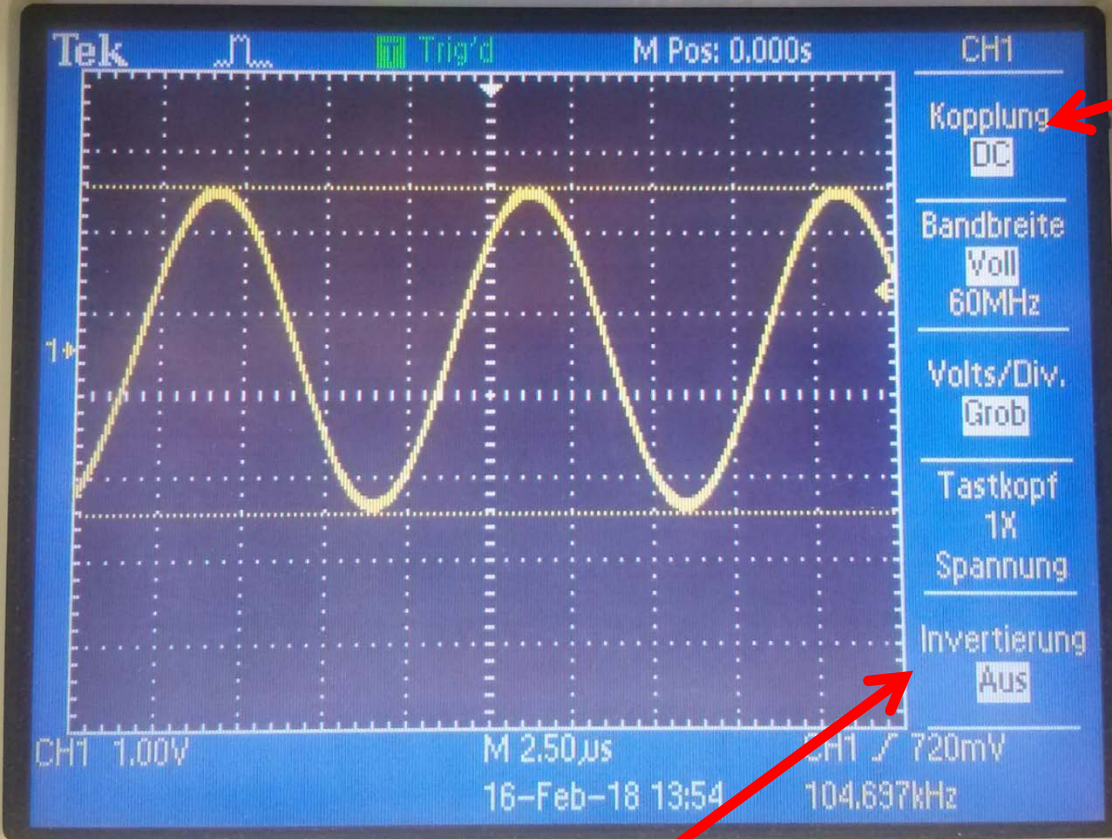 Tek T Trig'd M Pos: 0.000s CH1
Kopplung
DC
Bandbreite
Voll
60MHz
1
Volts/Div.
Grob
Tastkopf
1X
Spannung
Invertierung
Aus
CH1 1.00V M 2.50µs CH1 720mV
16-Feb-18 13:54 104.697kHz